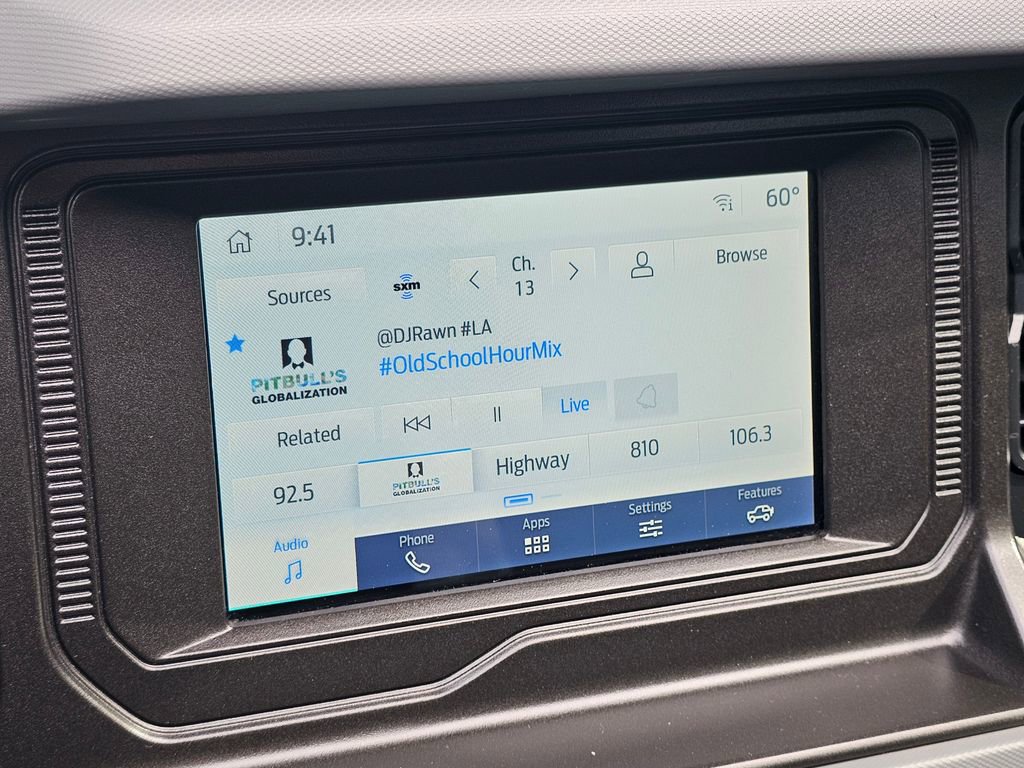 9:41
60°
Sources
sxm
Ch.
13
Browse
@DJRawn #LA
#OldSchoolHourMix
PITBULL'S
GLOBALIZATION
Related
Live
92.5
PITBULL'S
GLOBALIZATION
Highway
810
106.3
Audio
Phone
Apps
Settings
Features